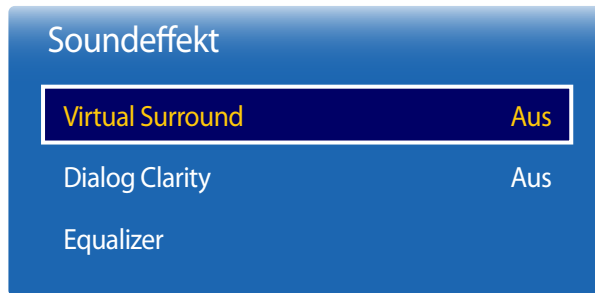 Soundeffekt
Virtual Surround Aus
Dialog Clarity Aus
Equalizer